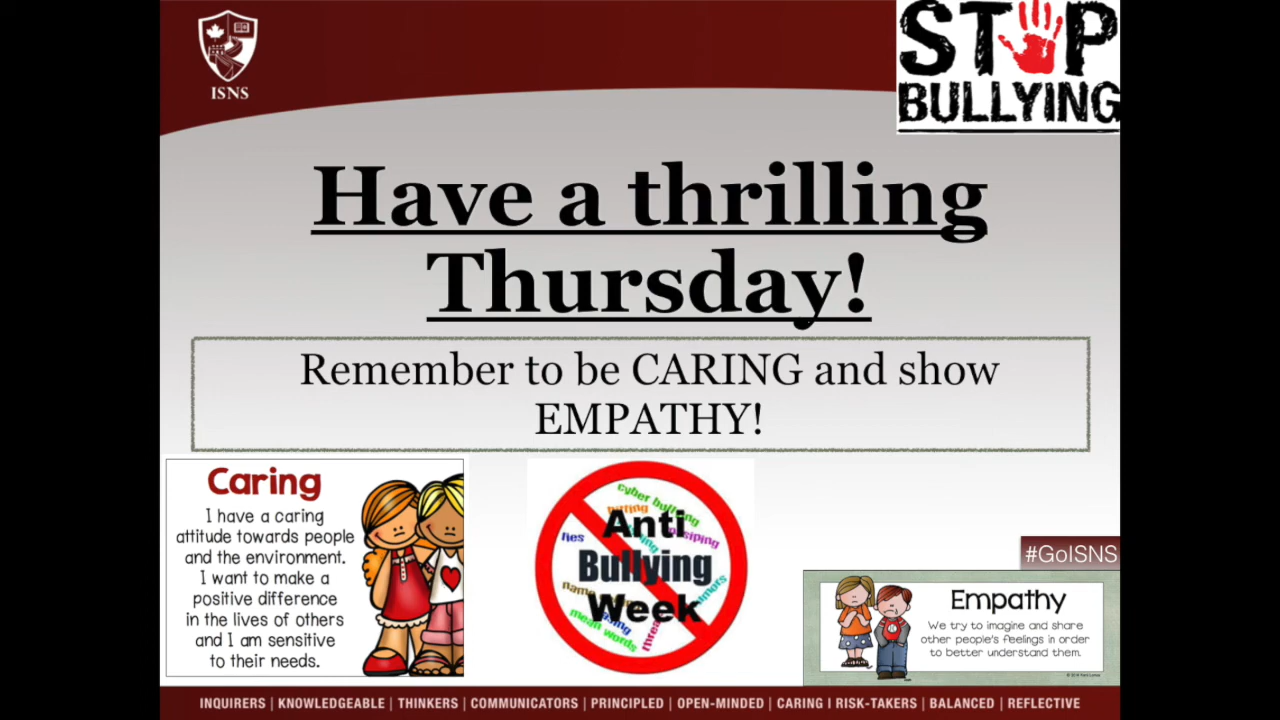 ISNS
STOP
BULLYING
Have a thrilling
Thursday!
Remember to be CARING and show
EMPATHY!
Caring
I have a caring
attitude towards people
and the environment.
I want to make a
positive difference
in the lives of others
and I am sensitive
to their needs.
cyber bullying
lies
Anti
Bullying
Week
mean words
#GoISNS
Empathy
We try to imagine and share
other people's feelings in order
to better understand them.
INQUIRERS | KNOWLEDGEABLE | THINKERS | COMMUNICATORS | PRINCIPLED | OPEN-MINDED | CARING I RISK-TAKERS | BALANCED | REFLECTIVE